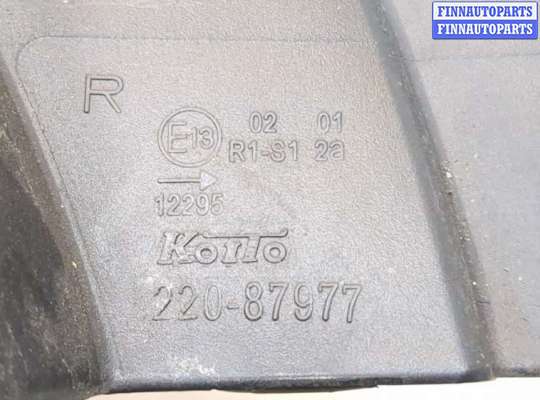 FINNAUTOPARTS
FINNAUTOPARTS
R
E13 02 01
R1-S1 2a
12295
KOITO
220-87977